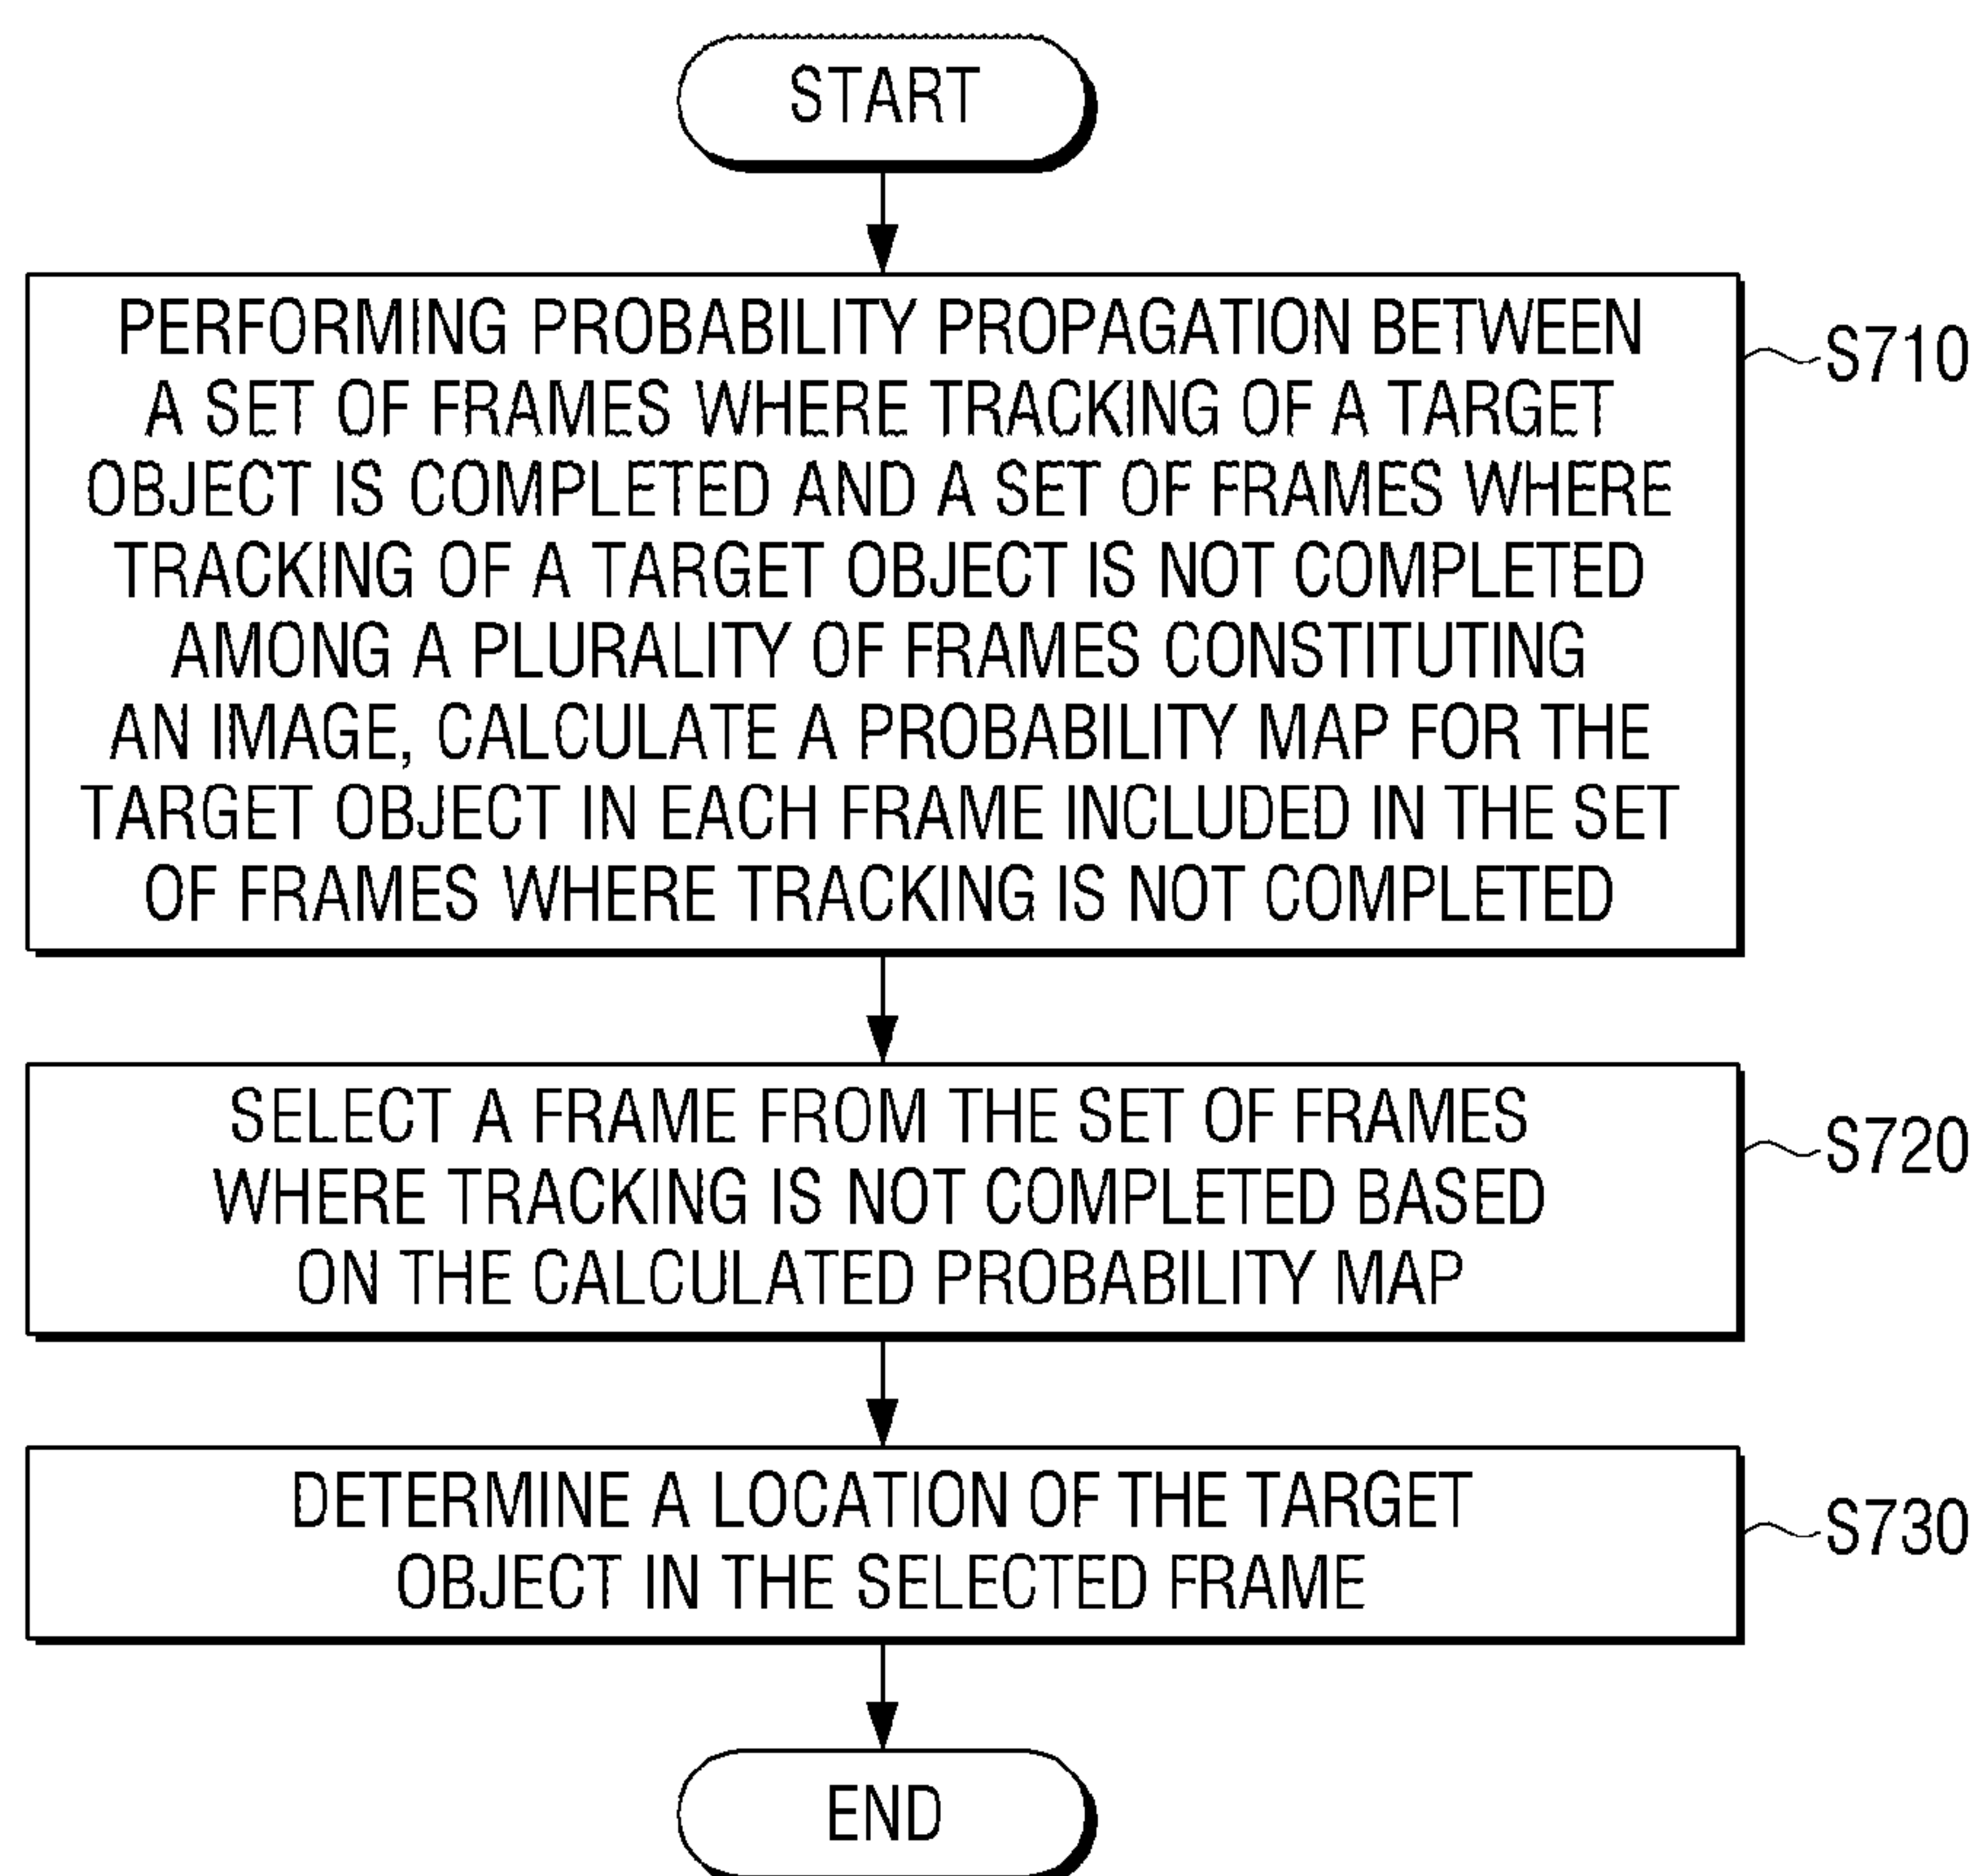 START
PERFORMING PROBABILITY PROPAGATION BETWEEN
A SET OF FRAMES WHERE TRACKING OF A TARGET
OBJECT IS COMPLETED AND A SET OF FRAMES WHERE
TRACKING OF A TARGET OBJECT IS NOT COMPLETED
AMONG A PLURALITY OF FRAMES CONSTITUTING
AN IMAGE, CALCULATE A PROBABILITY MAP FOR THE
TARGET OBJECT IN EACH FRAME INCLUDED IN THE SET
OF FRAMES WHERE TRACKING IS NOT COMPLETED
S710
SELECT A FRAME FROM THE SET OF FRAMES
WHERE TRACKING IS NOT COMPLETED BASED
ON THE CALCULATED PROBABILITY MAP
S720
DETERMINE A LOCATION OF THE TARGET
OBJECT IN THE SELECTED FRAME
S730
END